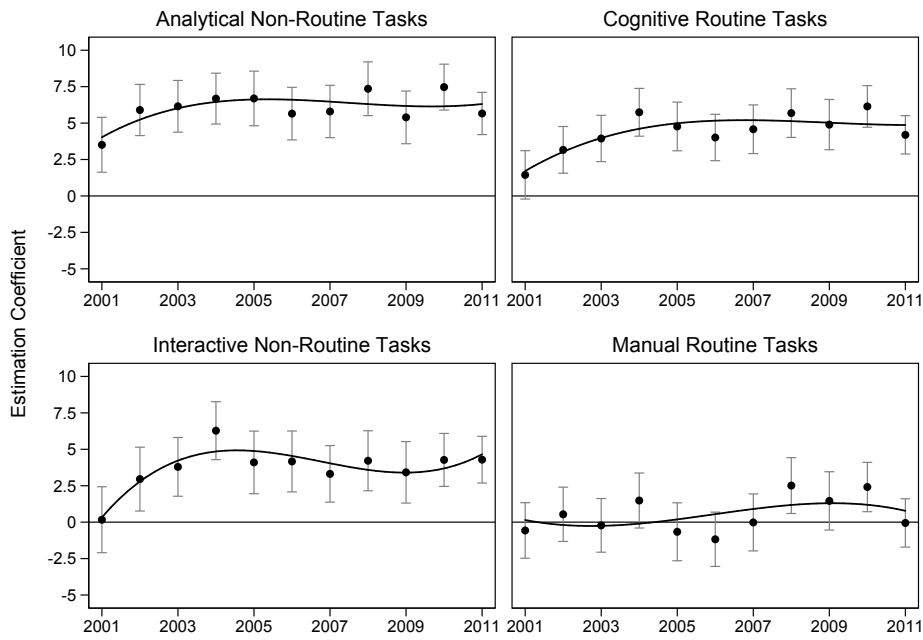 Analytical Non-Routine Tasks
Cognitive Routine Tasks
10
7.5
5
2.5
0
-2.5
-5
2001 2003 2005 2007 2009 2011
2001 2003 2005 2007 2009 2011
Estimation Coefficient
Interactive Non-Routine Tasks
Manual Routine Tasks
10
7.5
5
2.5
0
-2.5
-5
2001 2003 2005 2007 2009 2011
2001 2003 2005 2007 2009 2011